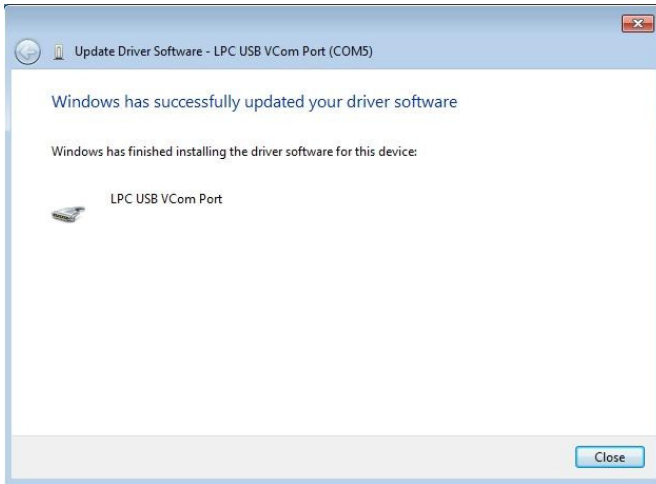 Update Driver Software - LPC USB VCom Port (COM5)
Windows has successfully updated your driver software
Windows has finished installing the driver software for this device:
LPC USB VCom Port
Close